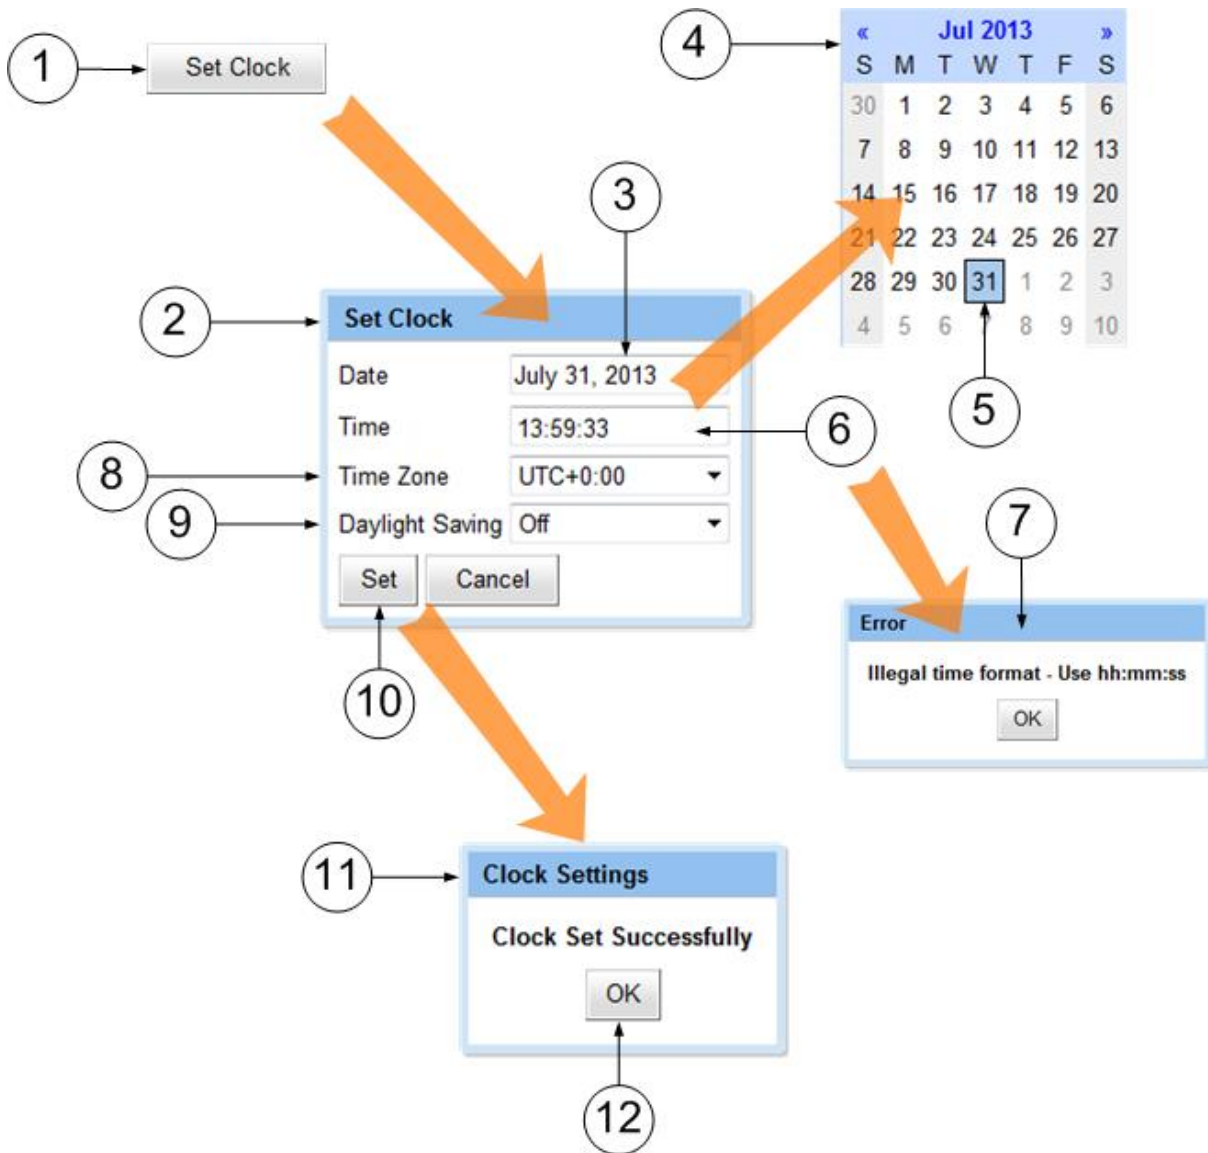 1
Set Clock
4
« Jul 2013 »
S M T W T F S
30 1 2 3 4 5 6
7 8 9 10 11 12 13
14 15 16 17 18 19 20
21 22 23 24 25 26 27
28 29 30 31 1 2 3
4 5 6 7 8 9 10
3
2
Set Clock
Date July 31, 2013
5
Time 13:59:33
6
8
Time Zone UTC+0:00
9
Daylight Saving Off
Set Cancel
10
7
Error
Illegal time format - Use hh:mm:ss
OK
11
Clock Settings
Clock Set Successfully
OK
12